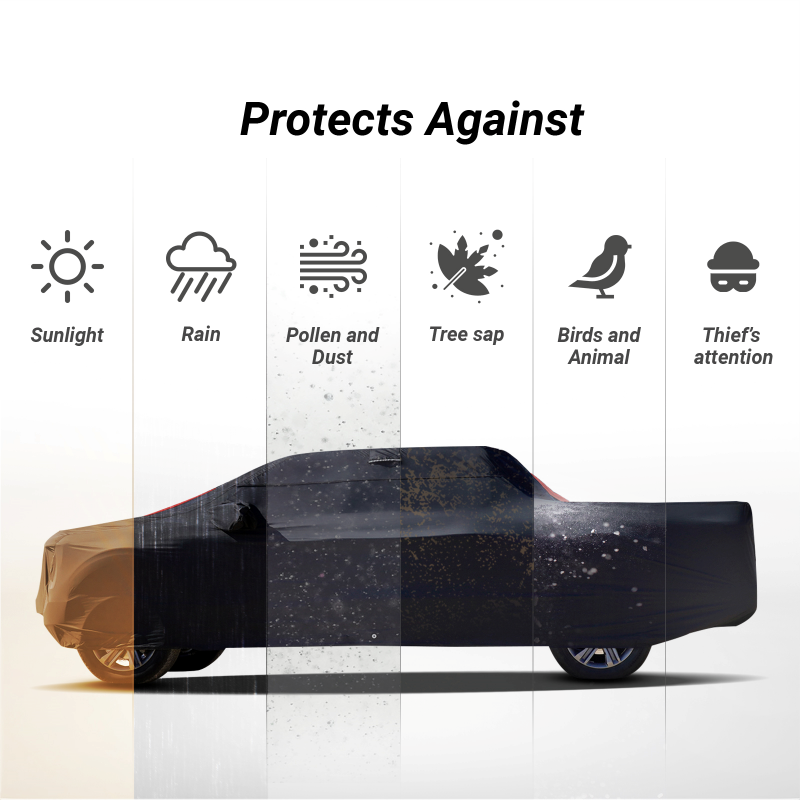 Protects Against
Sunlight
Rain
Pollen and
Dust
Tree sap
Birds and
Animal
Thief's
attention